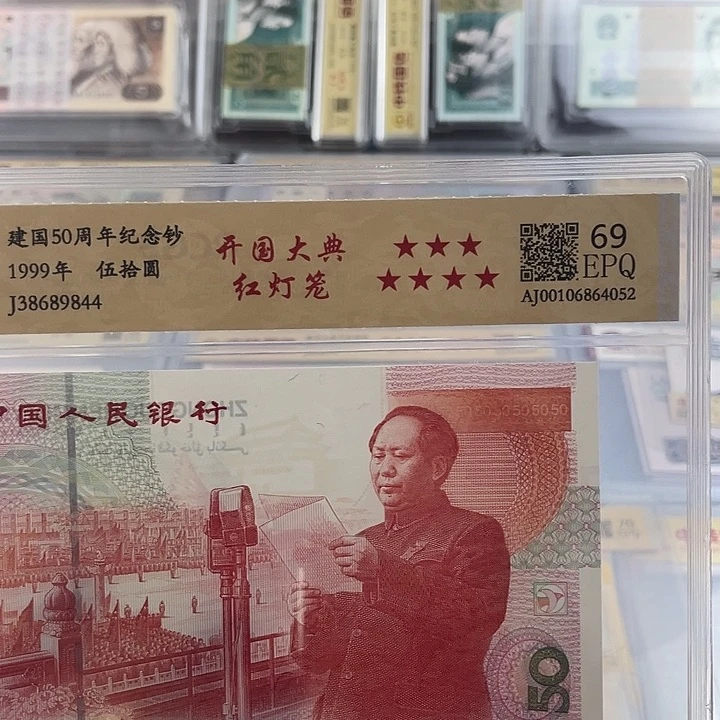 建国50周年纪念钞
1999年 伍拾圆
J38689844
开国大典
红灯笼
★★★
★★★★
69
EPQ
AJ00106864052
中国人民银行
50